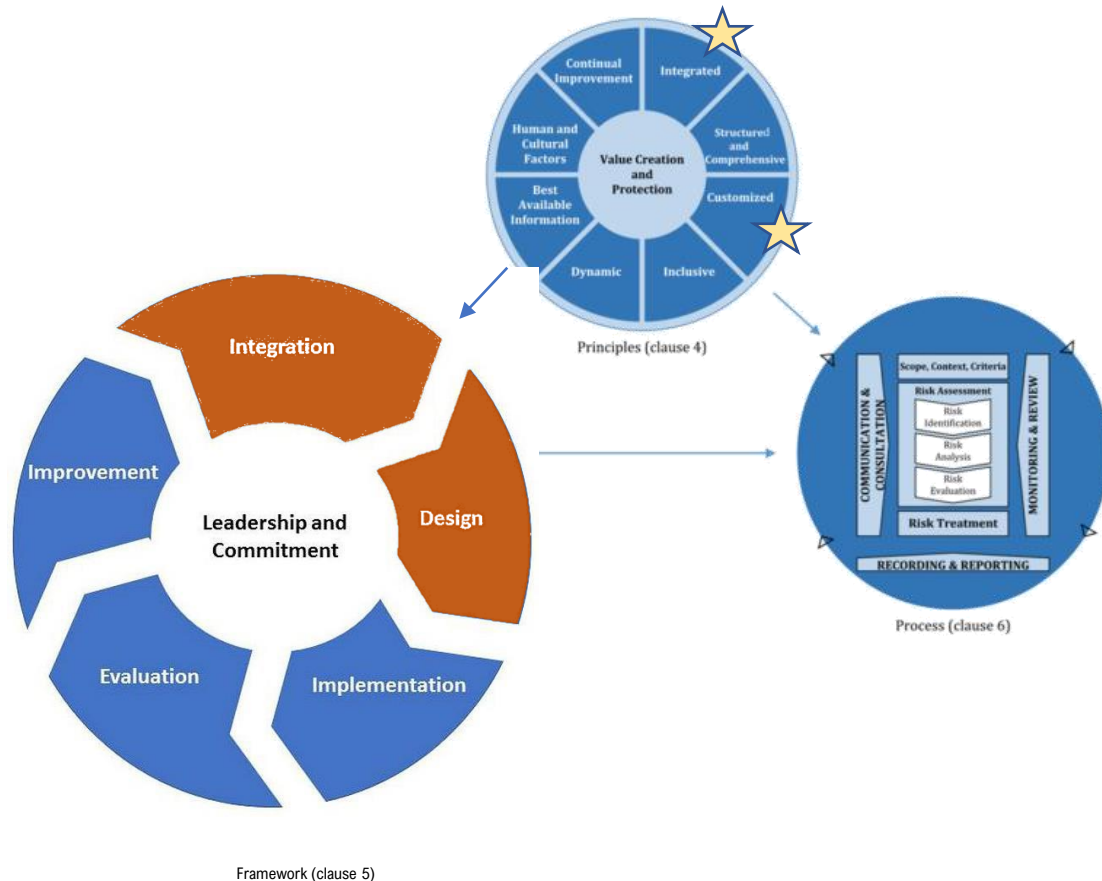 Continual
Improvement
Integrated
Human and
Cultural
Factors
Structured
and
Comprehensive
Value Creation
and
Protection
Best
Available
Information
Customized
Dynamic
Inclusive
Principles (clause 4)
Integration
Improvement
Design
Leadership and
Commitment
Evaluation
Implementation
Framework (clause 5)
Scope, Context, Criteria
Risk Assessment
Risk
Identification
Risk
Analysis
Risk
Evaluation
Risk Treatment
COMMUNICATION &
CONSULTATION
MONITORING & REVIEW
RECORDING & REPORTING
Process (clause 6)